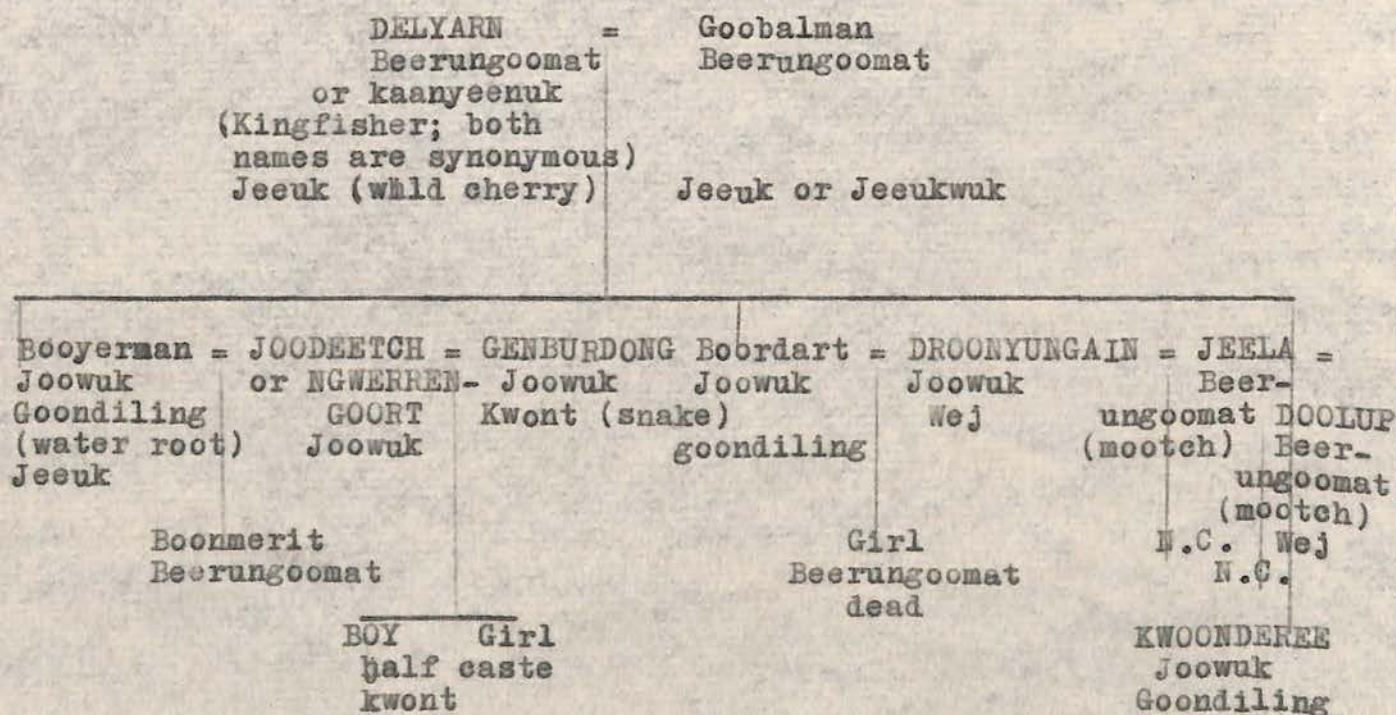 DELYARN = Goobalman
Beerungoomat Beerungoomat
or kaanyeenuk
(Kingfisher; both
names are synonymous)
Jeeuk (wild cherry) Jeeuk or Jeeukwuk
Booyerman = JOODEETCH = GENBURDONG Boordart = DROONYUNGAIN = JEELA =
Joowuk or NGWERREN- Joowuk Joowuk Joowuk Beer-
Goondiling GOORT Kwont (snake) Wej ungoomat DOOLUP
(water root) Joowuk goondiling (mootch) Beer-
Jeeuk ungoomat
(mootch)
Boonmerit Girl N.C. Wej
Beerungoomat Beerungoomat N.C.
dead
BOY Girl KWOONDEREE
half caste Joowuk
kwont Goondiling